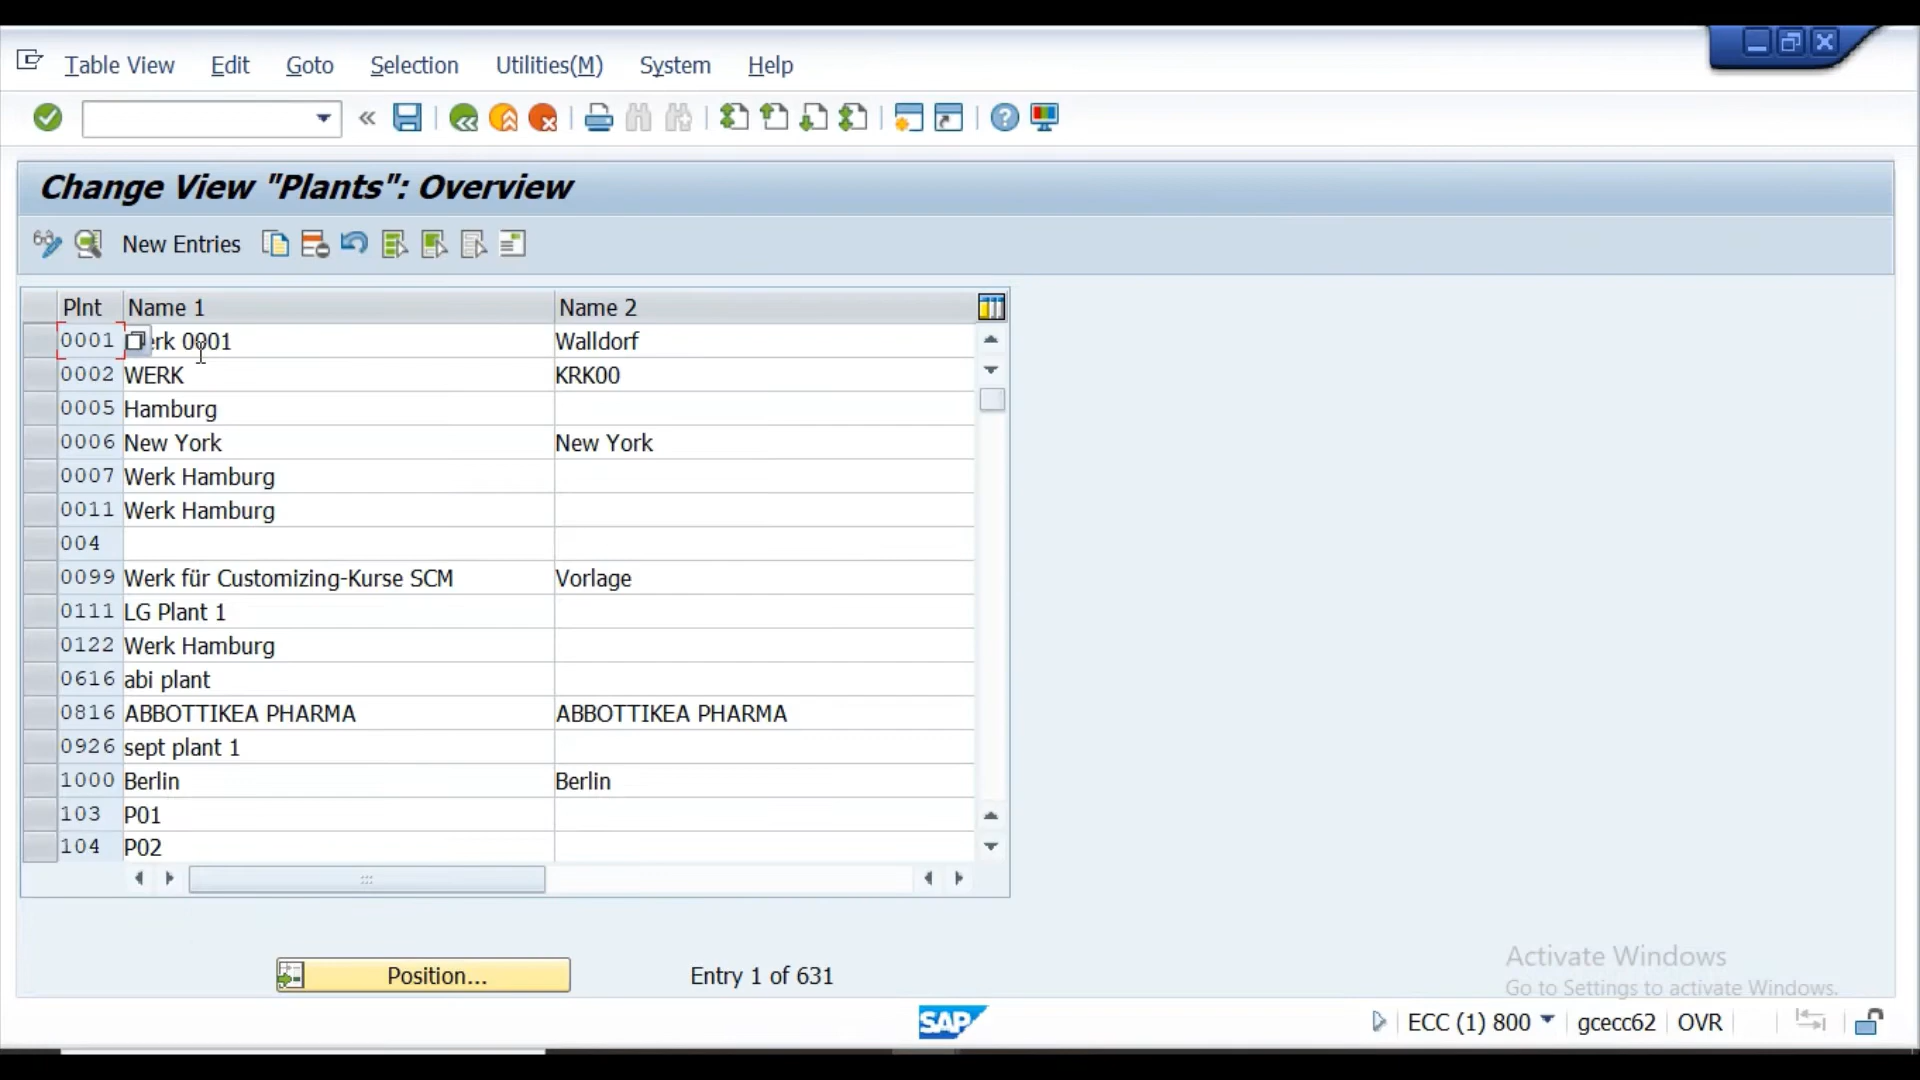 Table View Edit Goto Selection Utilities(M) System Help
Change View "Plants": Overview
New Entries
Plnt Name 1 Name 2
0001 erk 0001 Walldorf
0002 WERK KRK00
0005 Hamburg
0006 New York New York
0007 Werk Hamburg
0011 Werk Hamburg
004
0099 Werk für Customizing-Kurse SCM Vorlage
0111 LG Plant 1
0122 Werk Hamburg
0616 abi plant
0816 ABBOTTIKEA PHARMA ABBOTTIKEA PHARMA
0926 sept plant 1
1000 Berlin Berlin
103 P01
104 P02
Position... Entry 1 of 631
Activate Windows
Go to Settings to activate Windows.
SAP ECC (1) 800 gcecc62 OVR